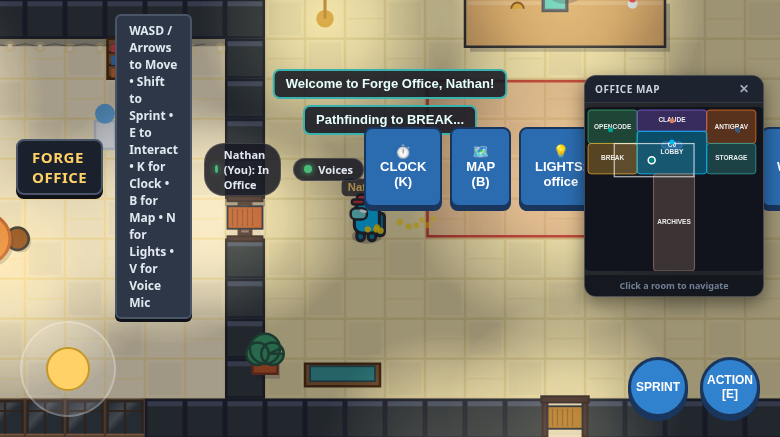 FORGE
OFFICE
WASD /
Arrows
to Move
• Shift
to
Sprint •
E to
Interact
• K for
Clock •
B for
Map • N
for
Lights •
V for
Voice
Mic
Nathan
(You): In
Office
Voices
Welcome to Forge Office, Nathan!
Pathfinding to BREAK...
⏱️
CLOCK
(K)
🗺️
MAP
(B)
💡
LIGHTS
office
OFFICE MAP
✕
OPENCODE
CLAUDE
ANTIGRAV
BREAK
LOBBY
STORAGE
ARCHIVES
Click a room to navigate
SPRINT
ACTION
[E]